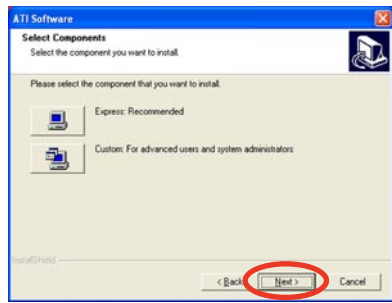 ATI Software
Select Components
Select the component you want to install.
Please select the component that you want to install.
Express: Recommended
Custom: For advanced users and system administrators
InstallShield
< Back
Next >
Cancel